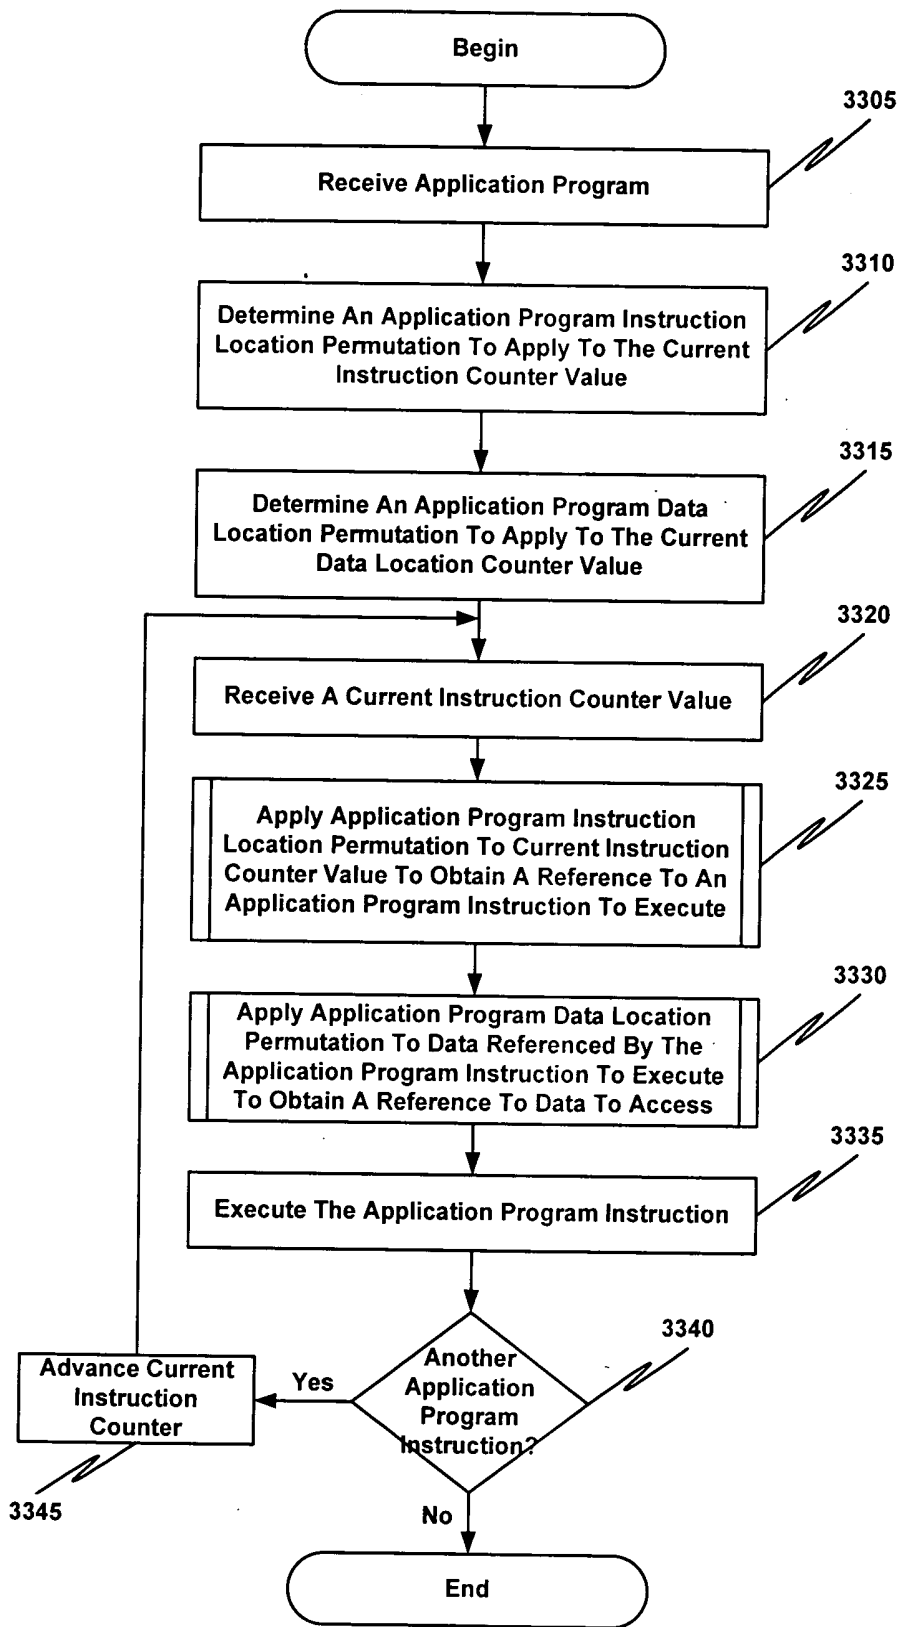 Begin
3305
Receive Application Program
3310
Determine An Application Program Instruction
Location Permutation To Apply To The Current
Instruction Counter Value
3315
Determine An Application Program Data
Location Permutation To Apply To The Current
Data Location Counter Value
3320
Receive A Current Instruction Counter Value
3325
Apply Application Program Instruction
Location Permutation To Current Instruction
Counter Value To Obtain A Reference To An
Application Program Instruction To Execute
3330
Apply Application Program Data Location
Permutation To Data Referenced By The
Application Program Instruction To Execute
To Obtain A Reference To Data To Access
3335
Execute The Application Program Instruction
3340
Another
Application
Program
Instruction?
Yes
Advance Current
Instruction
Counter
3345
No
End